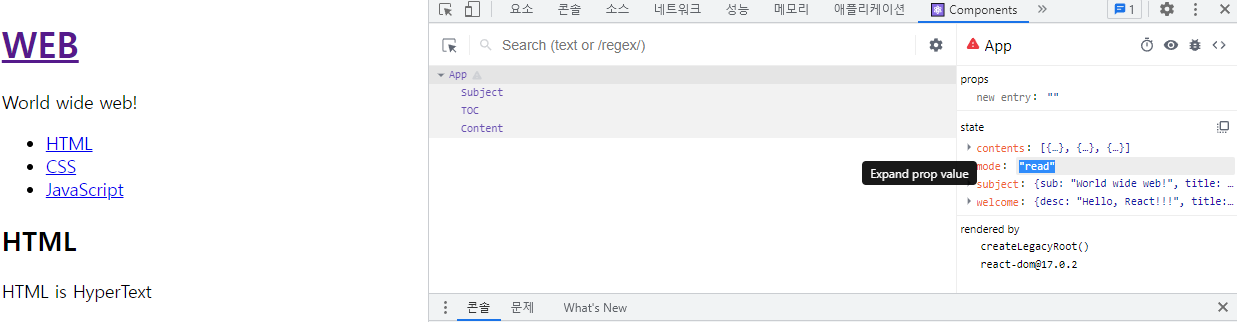 WEB
World wide web!
HTML
CSS
JavaScript
HTML
HTML is HyperText
요소 콘솔 소스 네트워크 성능 메모리 애플리케이션 Components » 1
Search (text or /regex/)
App
Subject
TOC
Content
App
props
new entry: ""
state
contents: [{…}, {…}, {…}]
mode: "read"
Expand prop value
subject: {sub: "World wide web!", title: …
welcome: {desc: "Hello, React!!!", title:…
rendered by
createLegacyRoot()
react-dom@17.0.2
콘솔 문제 What's New